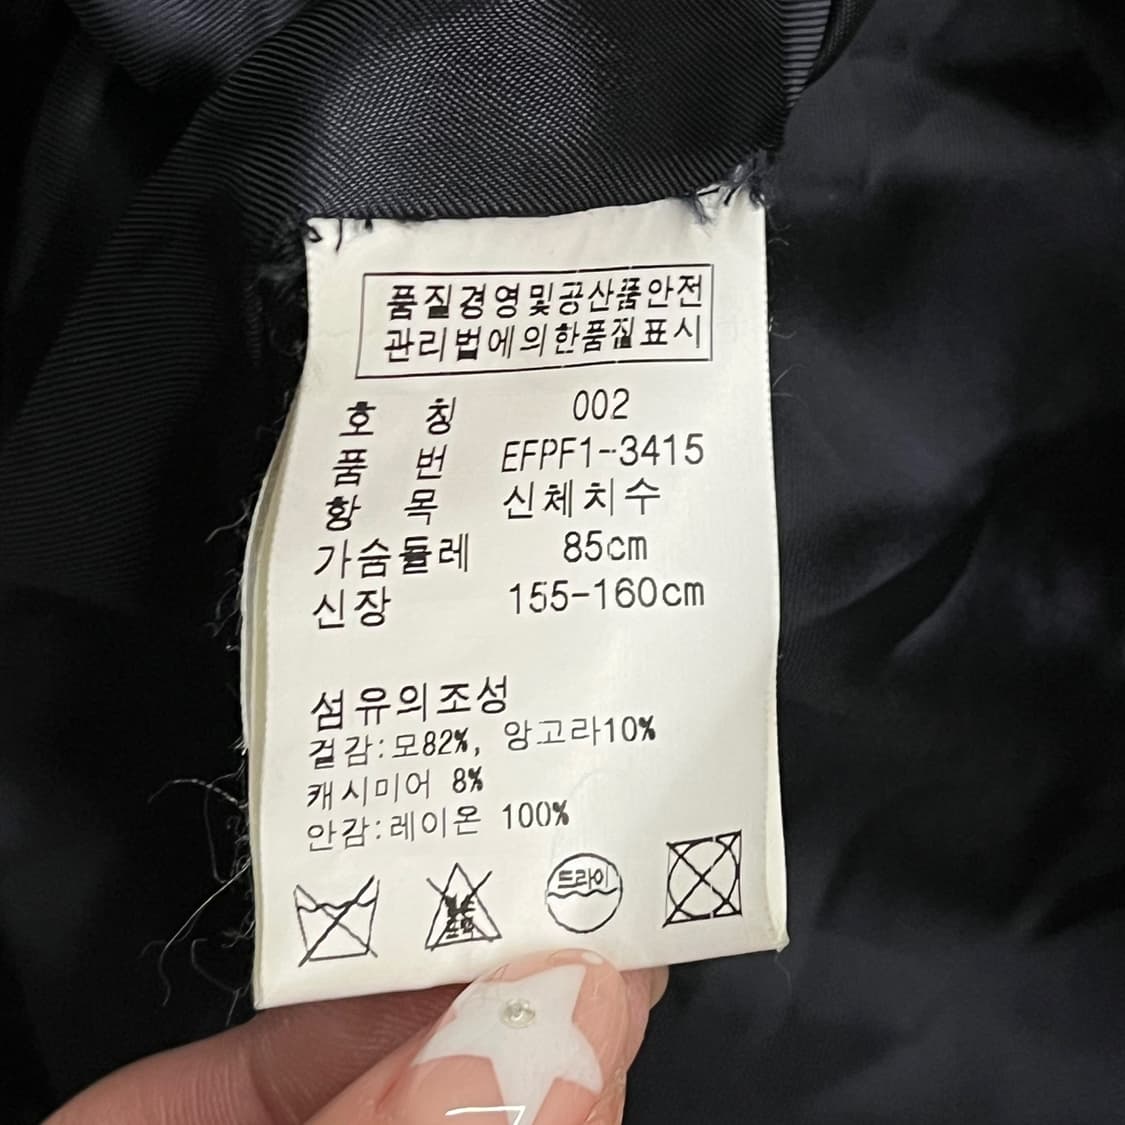 품질경영및공산품안전
관리법에의한품질표시
호 칭 002
품 번 EFPF1-3415
항 목 신체치수
가슴둘레 85cm
신장 155-160cm
섬유의조성
겉감:모82%, 앙고라10%
캐시미어 8%
안감:레이온 100%
드라이